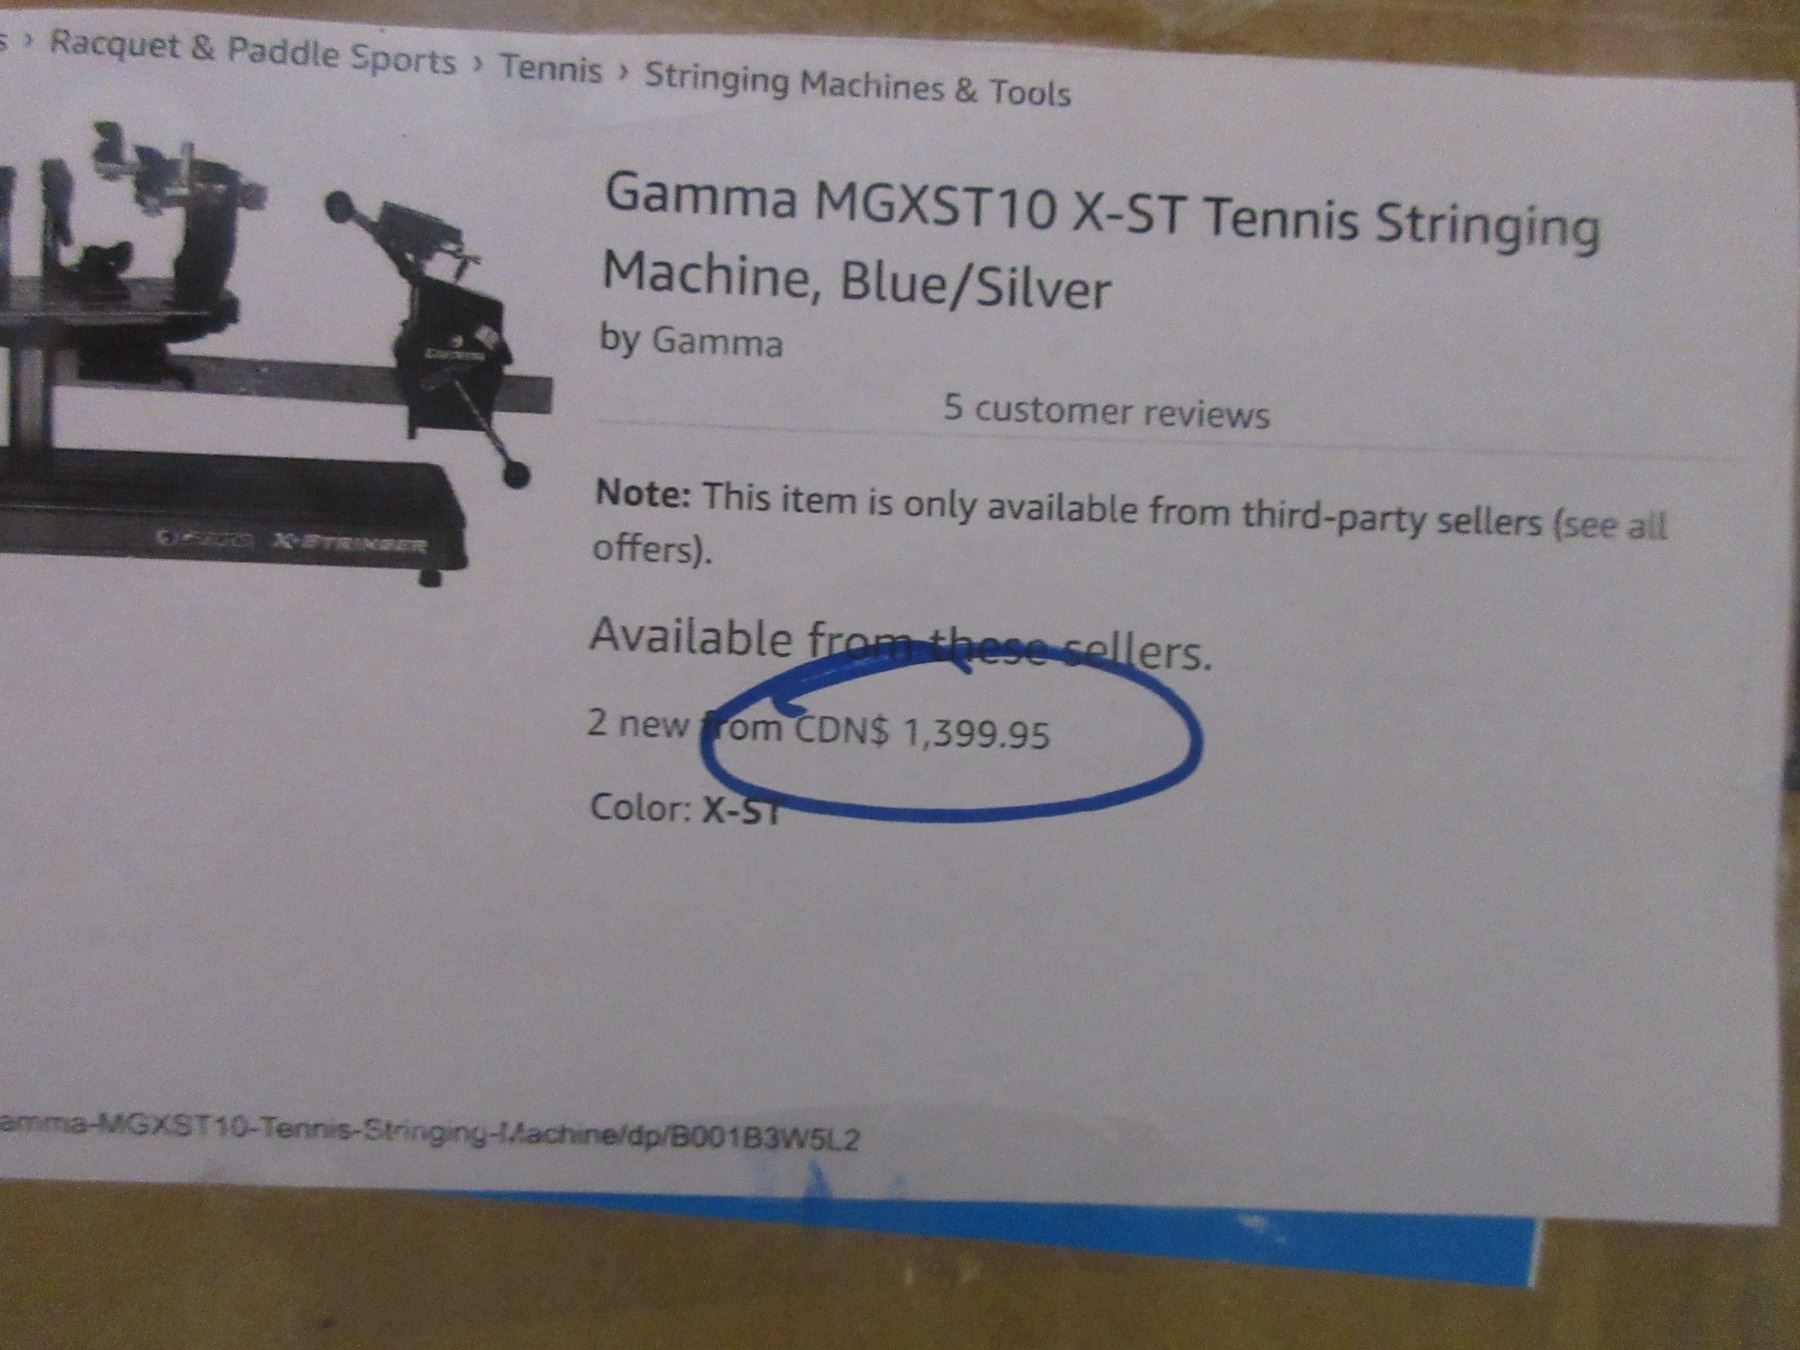 s › Racquet & Paddle Sports › Tennis › Stringing Machines & Tools
Gamma MGXST10 X-ST Tennis Stringing
Machine, Blue/Silver
by Gamma
5 customer reviews
Note: This item is only available from third-party sellers (see all
offers).
Available from these sellers.
2 new from CDN$ 1,399.95
Color: X-ST
X-STRINGER
amma-MGXST10-Tennis-Stringing-Machine/dp/B001B3W5L2